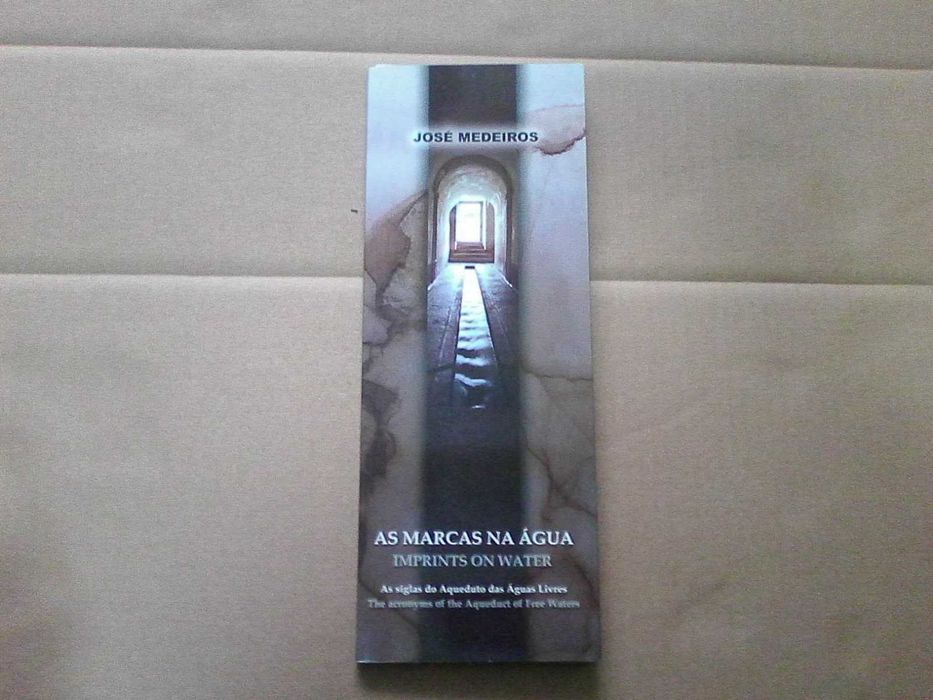 JOSÉ MEDEIROS
AS MARCAS NA ÁGUA
IMPRINTS ON WATER
As siglas do Aqueduto das Águas Livres
The acronyms of the Aqueduct of Free Waters